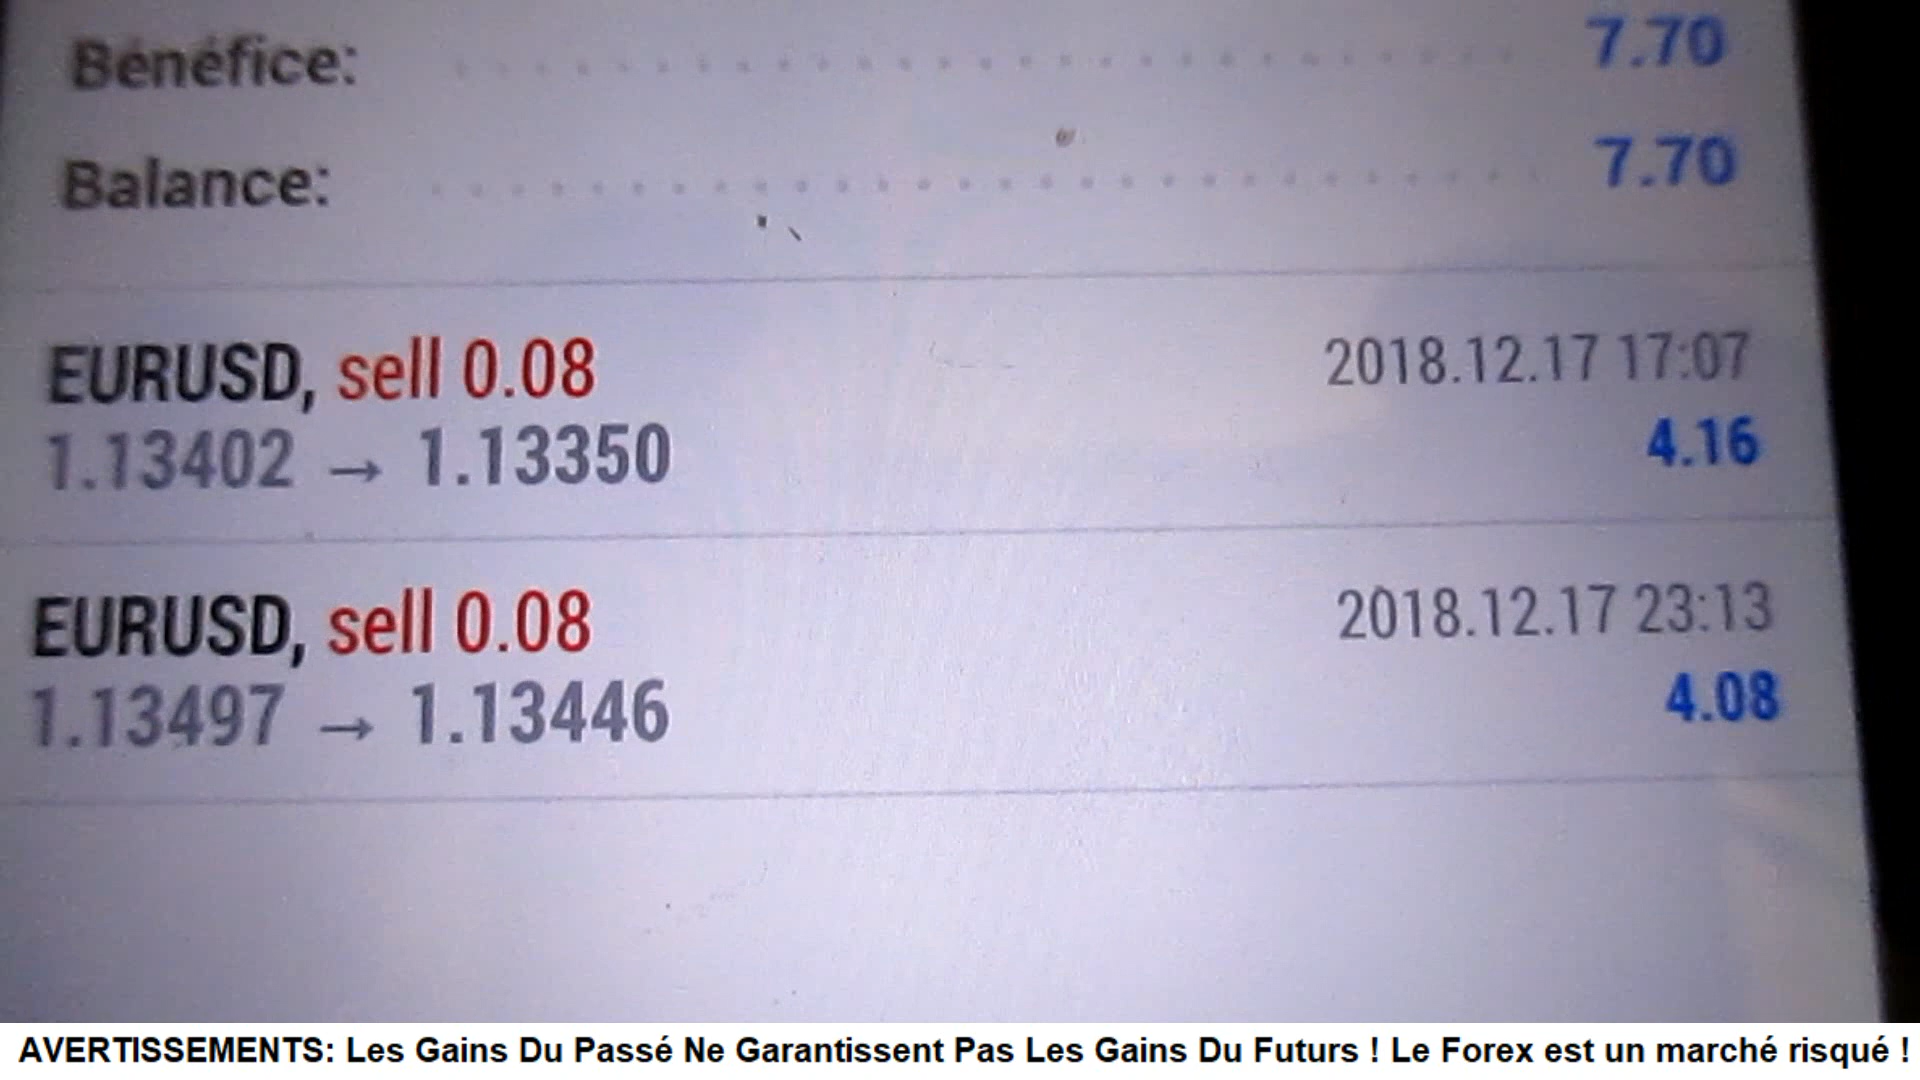 Bénéfice: 7.70
Balance: 7.70
EURUSD, sell 0.08 2018.12.17 17:07
1.13402 → 1.13350 4.16
EURUSD, sell 0.08 2018.12.17 23:13
1.13497 → 1.13446 4.08
AVERTISSEMENTS: Les Gains Du Passé Ne Garantissent Pas Les Gains Du Futurs ! Le Forex est un marché risqué !